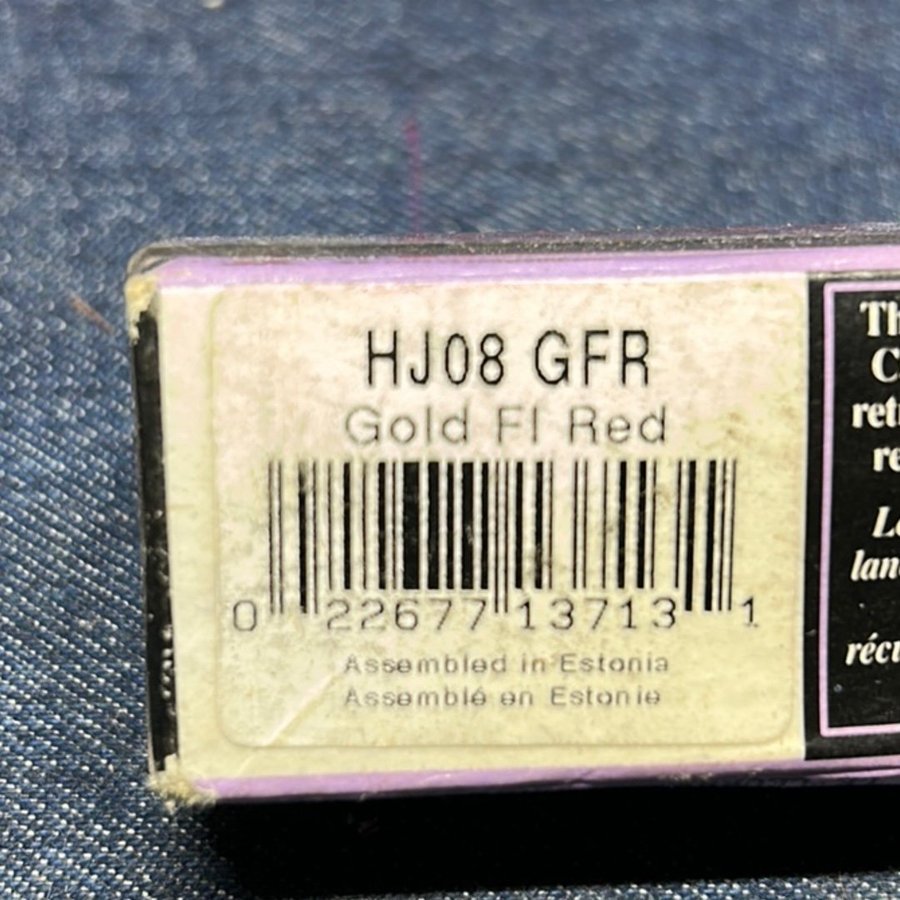 HJ08 GFR
Gold Fl Red
0 22677 13713 1
Assembled in Estonia
Assemblé en Estonie